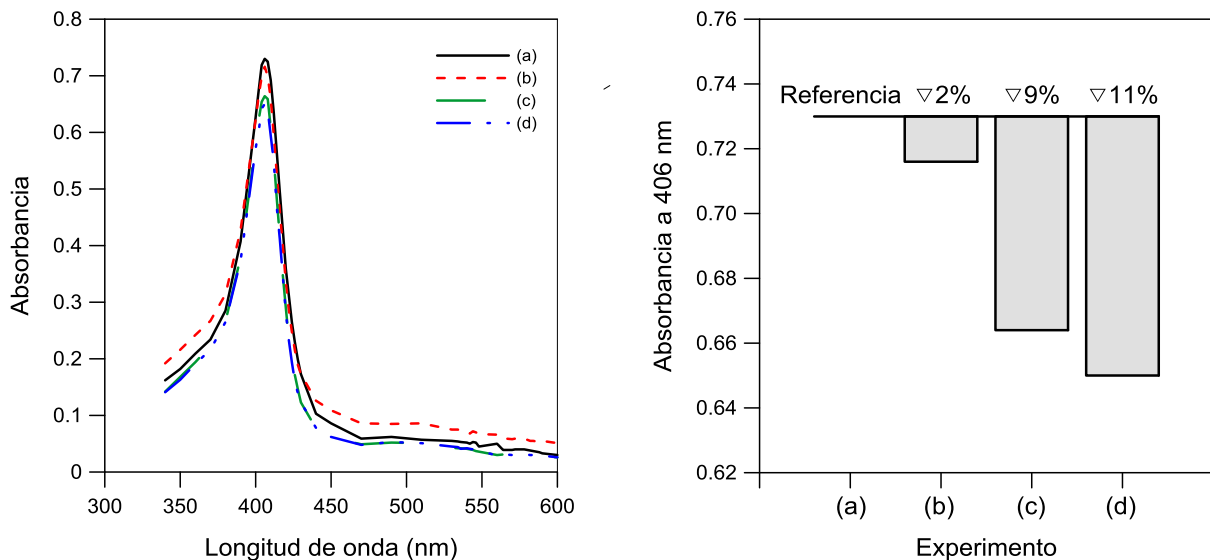 0.8
0.7
0.6
0.5
0.4
0.3
0.2
0.1
0
Absorbancia
300 350 400 450 500 550 600
Longitud de onda (nm)
(a)
(b)
(c)
(d)
0.76
0.74
0.72
0.70
0.68
0.66
0.64
0.62
Absorbancia a 406 nm
Referencia ▽2% ▽9% ▽11%
(a) (b) (c) (d)
Experimento